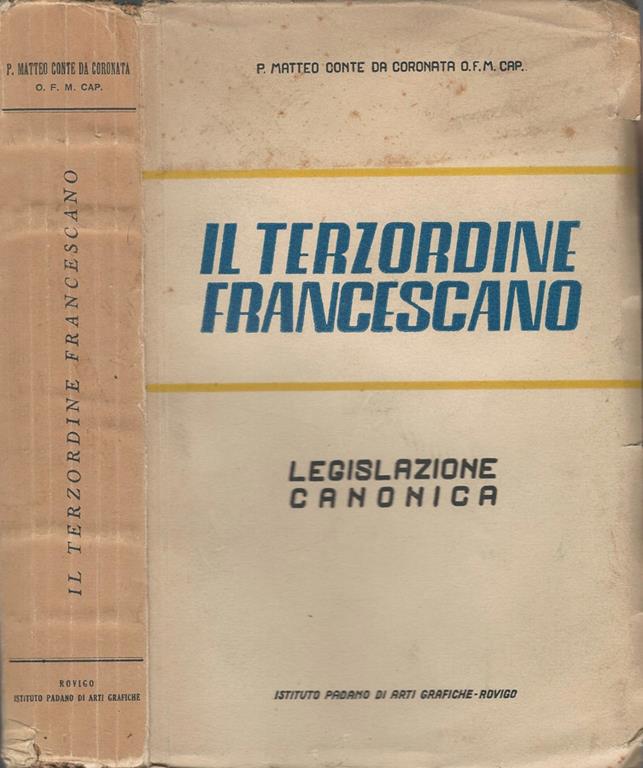 P. MATTEO CONTE DA CORONATA
O. F. M. CAP.
IL TERZORDINE FRANCESCANO
ROVIGO
ISTITUTO PADANO DI ARTI GRAFICHE
P. MATTEO CONTE DA CORONATA O.F.M. CAP.
IL TERZORDINE
FRANCESCANO
LEGISLAZIONE
CANONICA
ISTITUTO PADANO DI ARTI GRAFICHE-ROVIGO